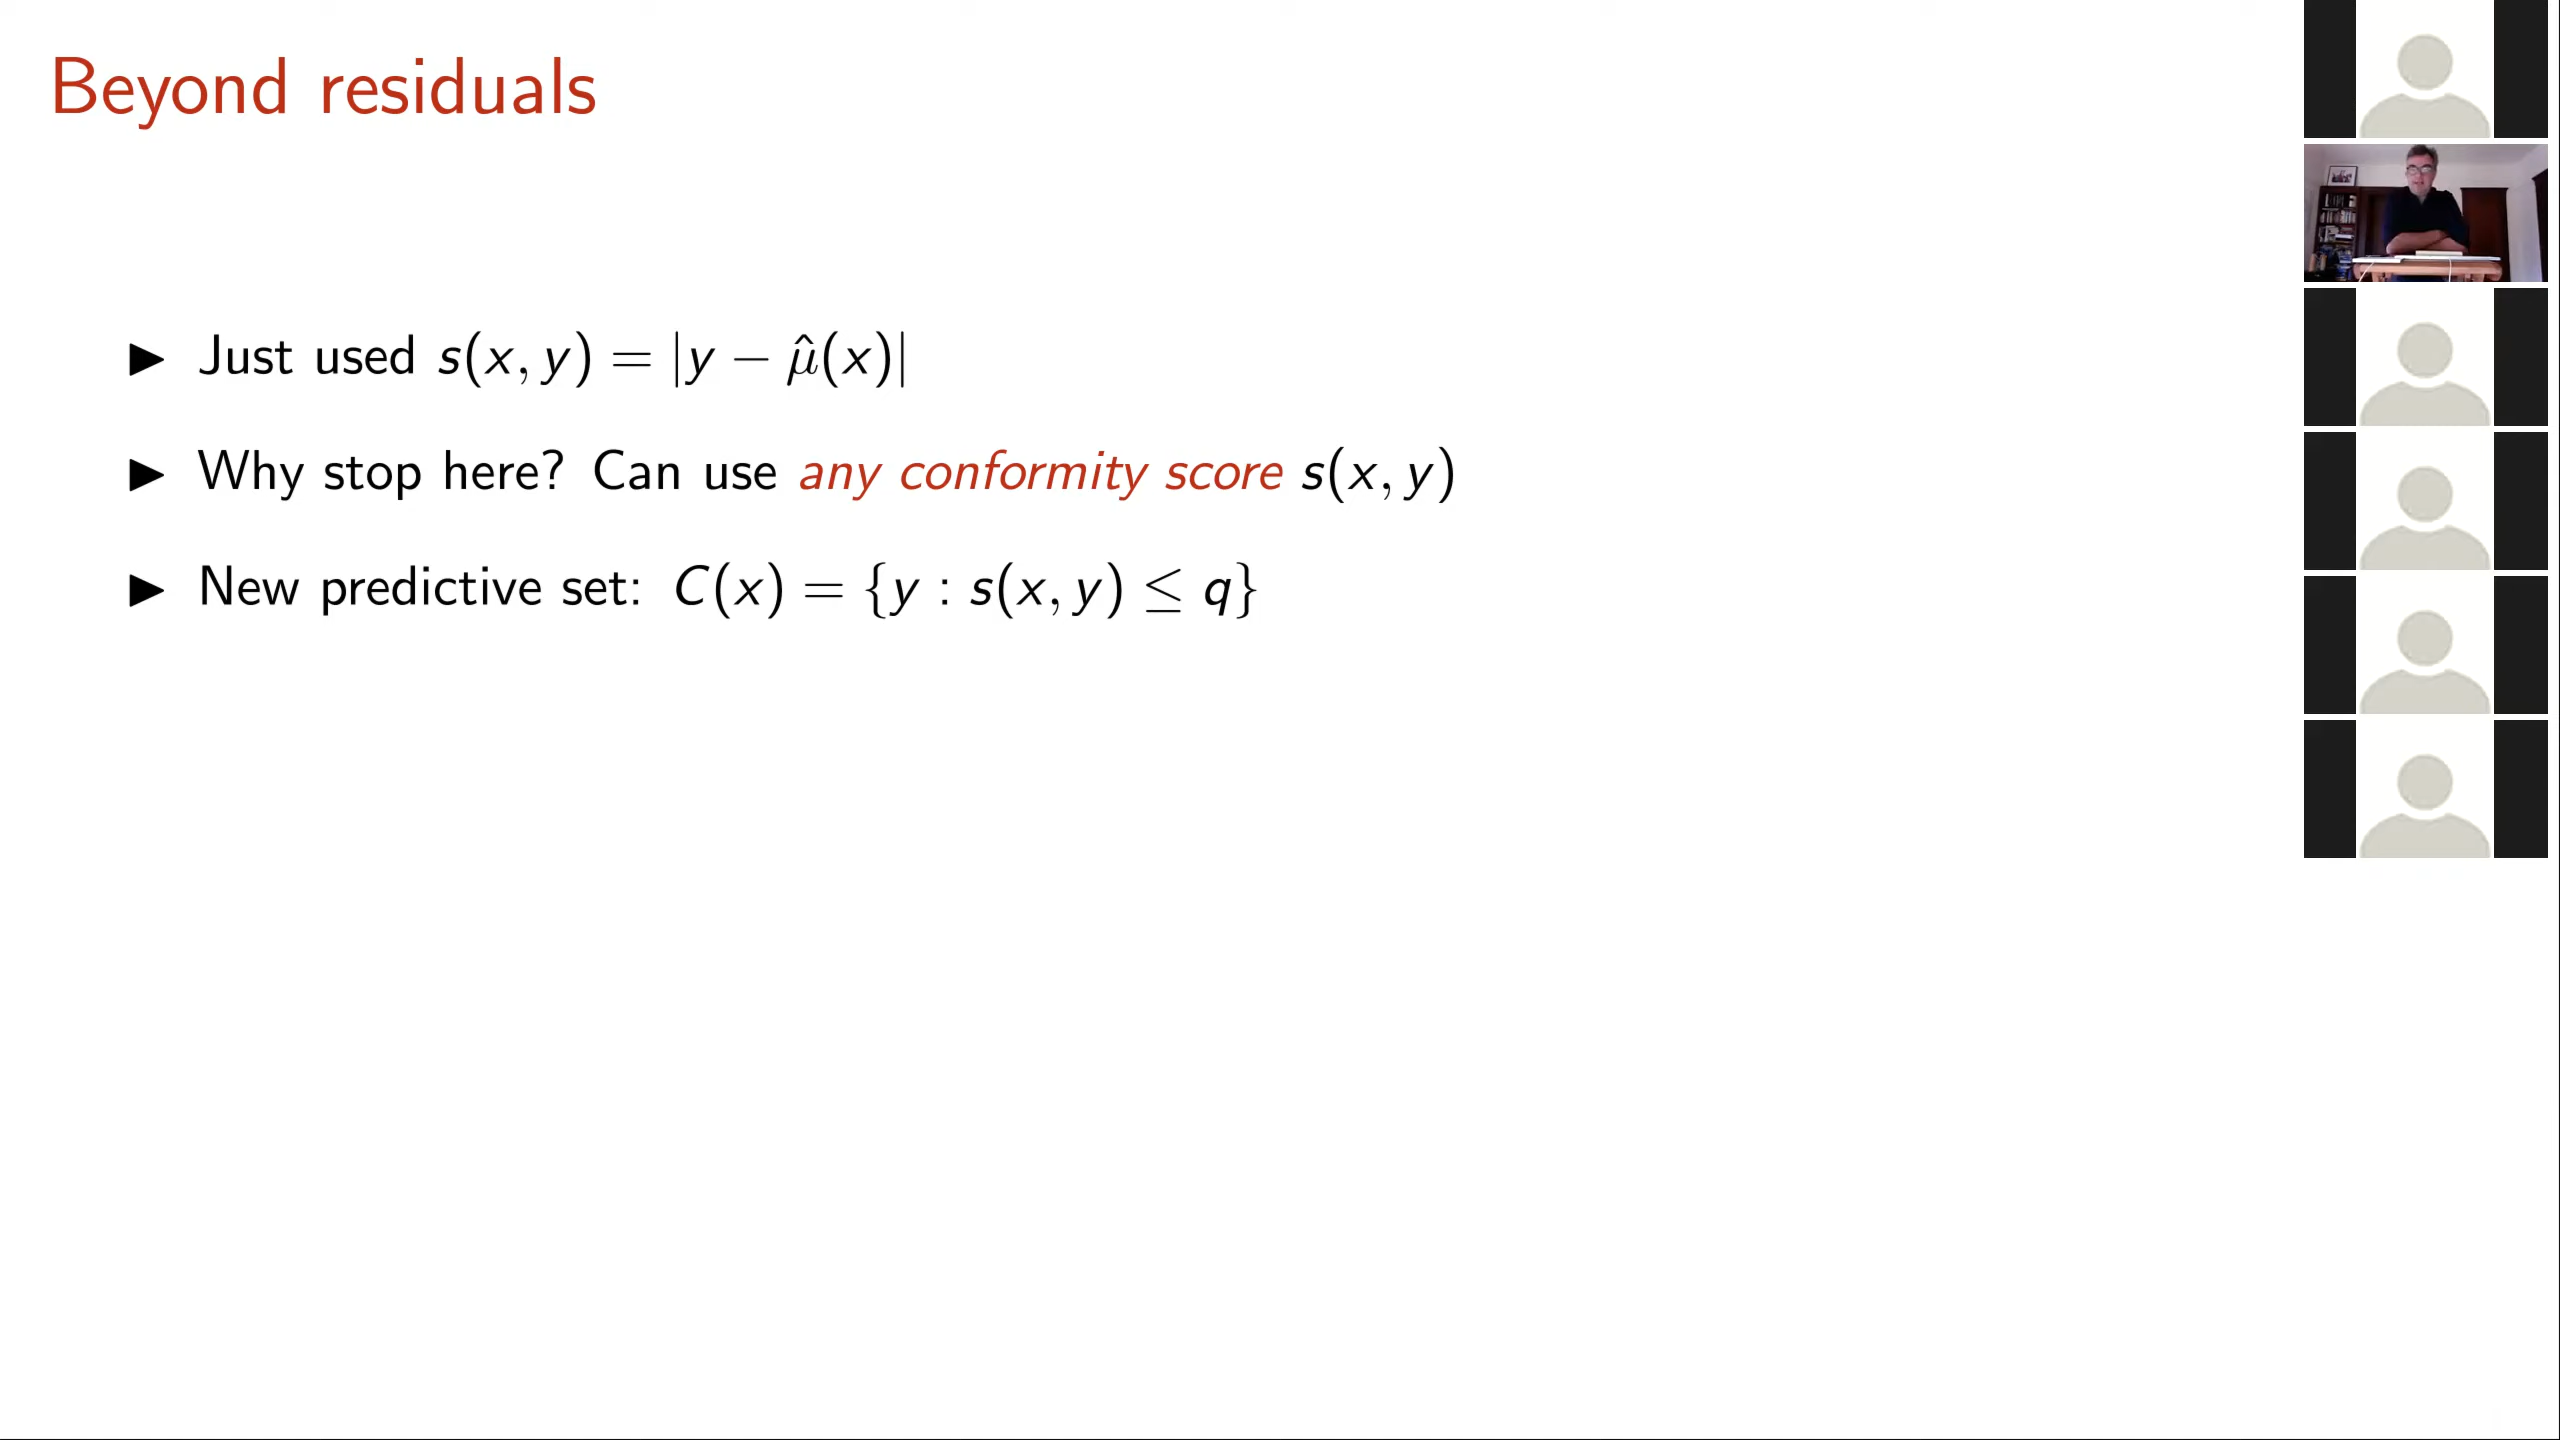 Beyond residuals
▶ Just used s(x, y) = |y − μ̂(x)|
▶ Why stop here? Can use any conformity score s(x, y)
▶ New predictive set: C(x) = {y : s(x, y) ≤ q}